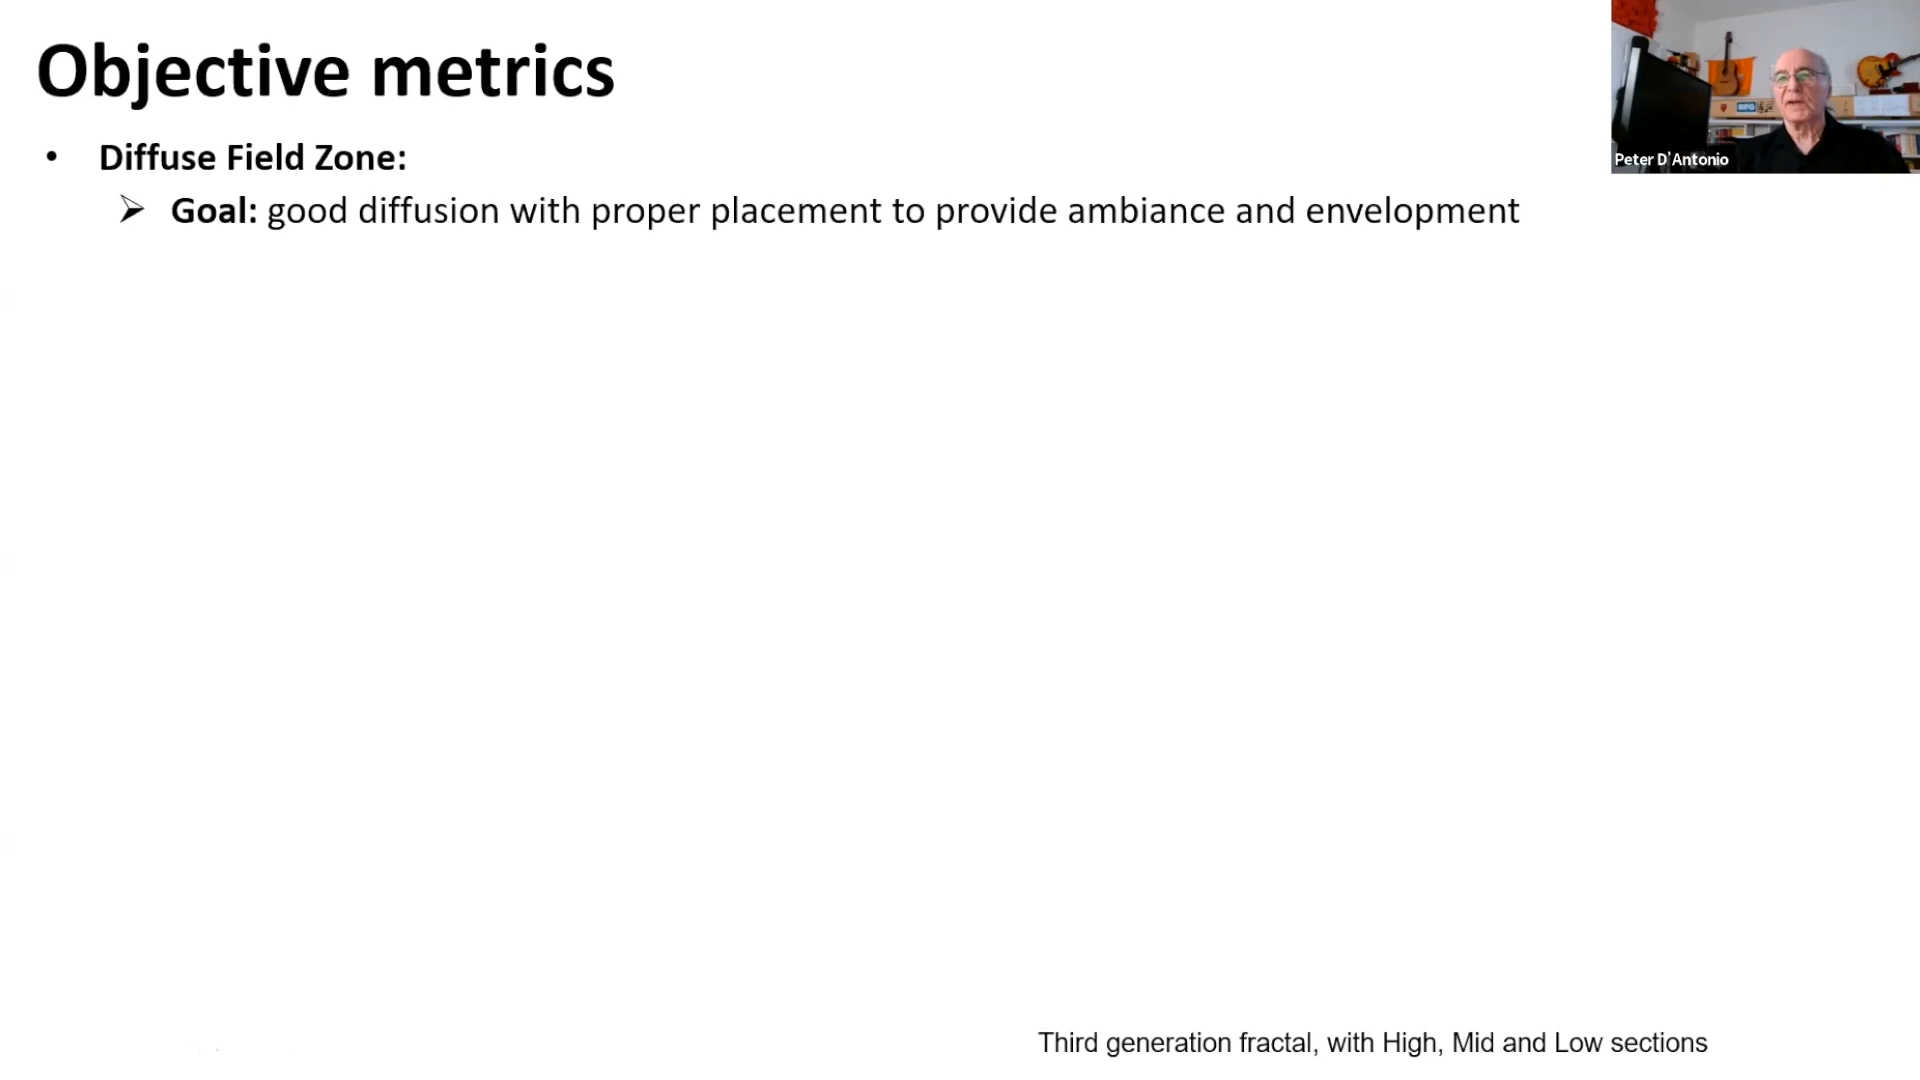 Objective metrics
• Diffuse Field Zone:
➢ Goal: good diffusion with proper placement to provide ambiance and envelopment
RPG
Peter D'Antonio
Third generation fractal, with High, Mid and Low sections